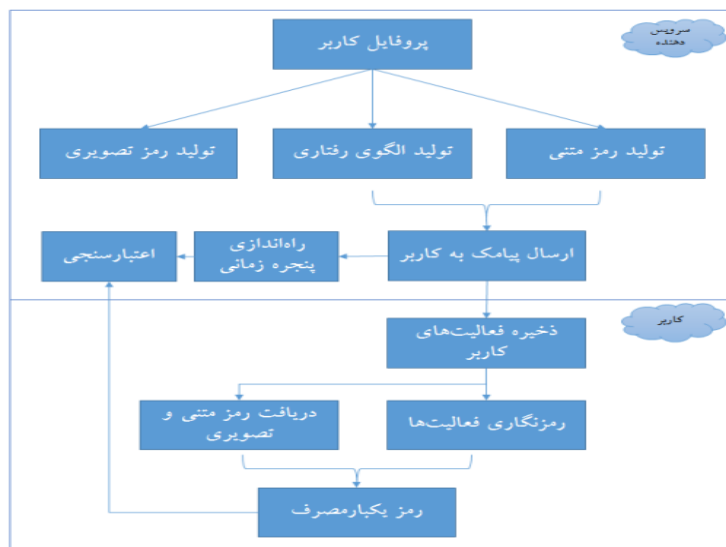 سرویس
دهنده
پروفایل کاربر
تولید رمز متنی
تولید الگوی رفتاری
تولید رمز تصویری
ارسال پیامک به کاربر
راه‌اندازی
پنجره زمانی
اعتبارسنجی
کاربر
ذخیره فعالیت‌های
کاربر
رمزنگاری فعالیت‌ها
دریافت رمز متنی و
تصویری
رمز یکبارمصرف